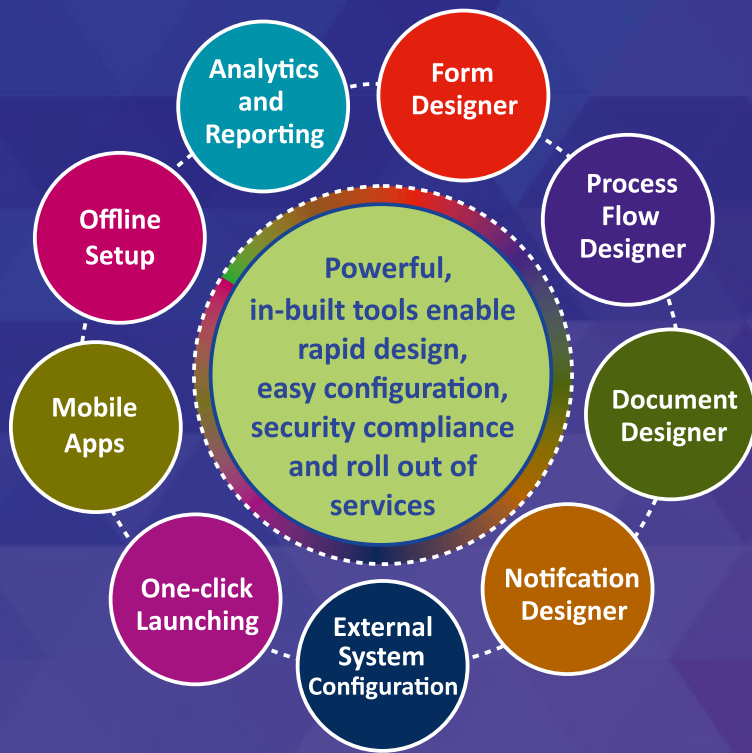 Analytics
and
Reporting
Form
Designer
Process
Flow
Designer
Document
Designer
Notifcation
Designer
External
System
Configuration
One-click
Launching
Mobile
Apps
Offline
Setup
Powerful,
in-built tools enable
rapid design,
easy configuration,
security compliance
and roll out of
services